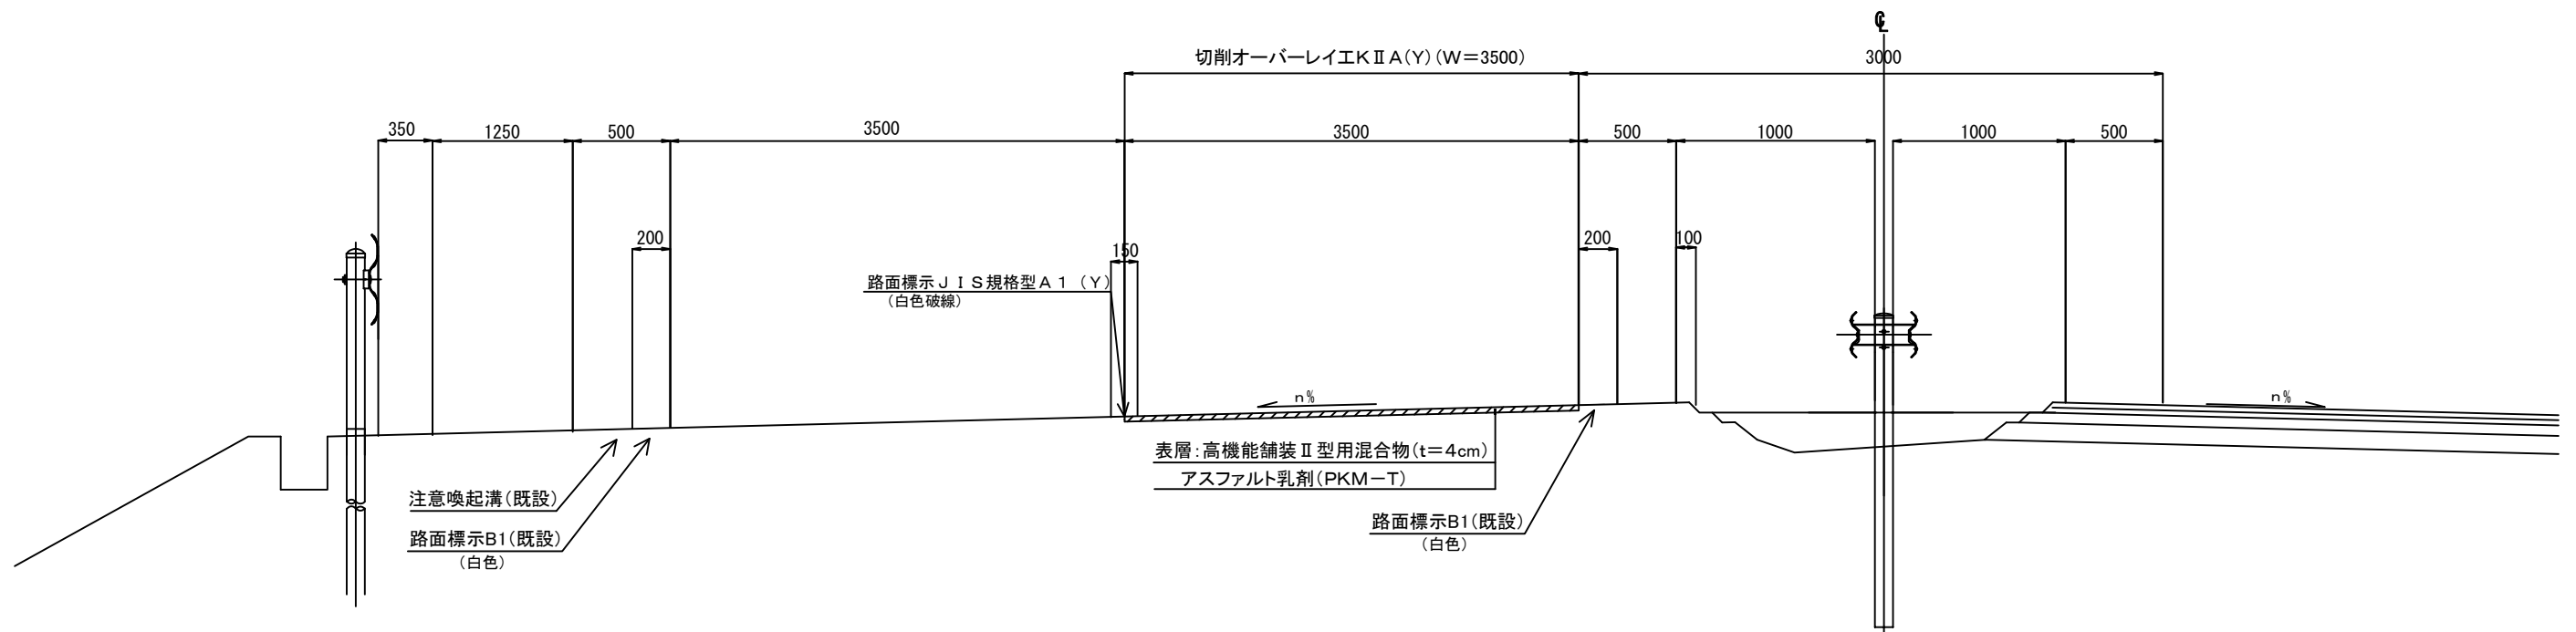 ℄
切削オーバーレイ工KⅡA(Y)(W=3500)
3000
350
1250
500
3500
3500
500
1000
1000
500
200
150
200
100
路面標示JIS規格型A1 (Y)
(白色破線)
n%
n%
表層:高機能舗装Ⅱ型用混合物(t=4cm)
アスファルト乳剤(PKM-T)
注意喚起溝(既設)
路面標示B1(既設)
(白色)
路面標示B1(既設)
(白色)